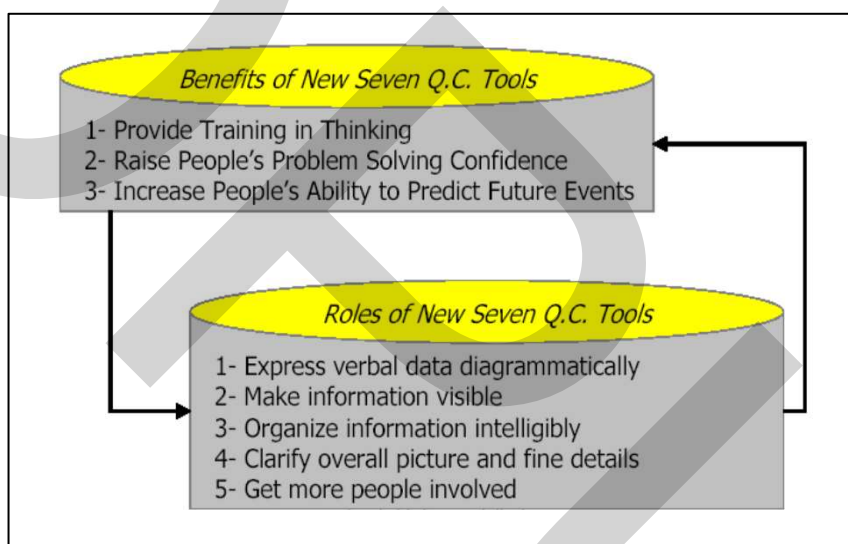 Benefits of New Seven Q.C. Tools
1- Provide Training in Thinking
2- Raise People's Problem Solving Confidence
3- Increase People's Ability to Predict Future Events
Roles of New Seven Q.C. Tools
1- Express verbal data diagrammatically
2- Make information visible
3- Organize information intelligibly
4- Clarify overall picture and fine details
5- Get more people involved